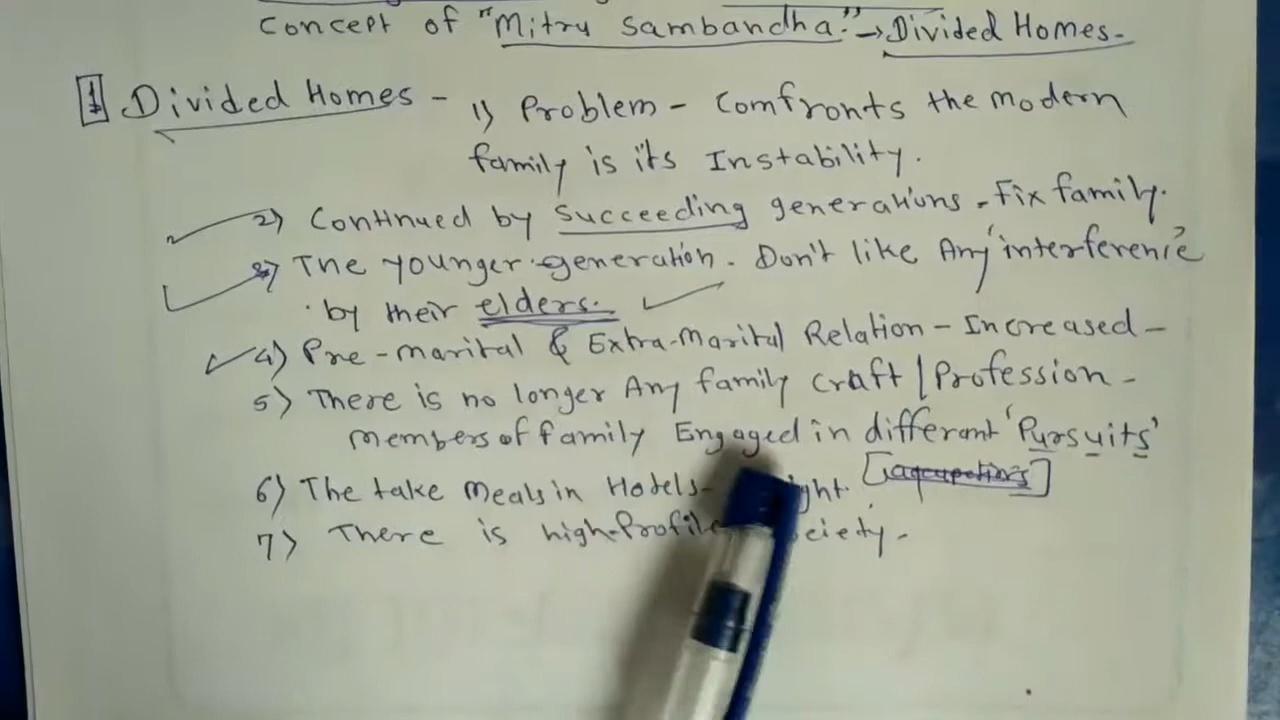 concept of "Mitru Sambandha." → Divided Homes -
1 Divided Homes - 1) Problem - Comfronts the modern
family is its Instability.
2) Continued by succeeding generations - Fix family.
3) The younger generation. Don't like Any interference
by their elders.
4) Pre-marital & Extra-marital Relation - Increased -
5) There is no longer Any family craft / Profession -
members of family Engaged in different 'Pursuits'
6) The take Meals in Hotels-
7) There is high-Profile